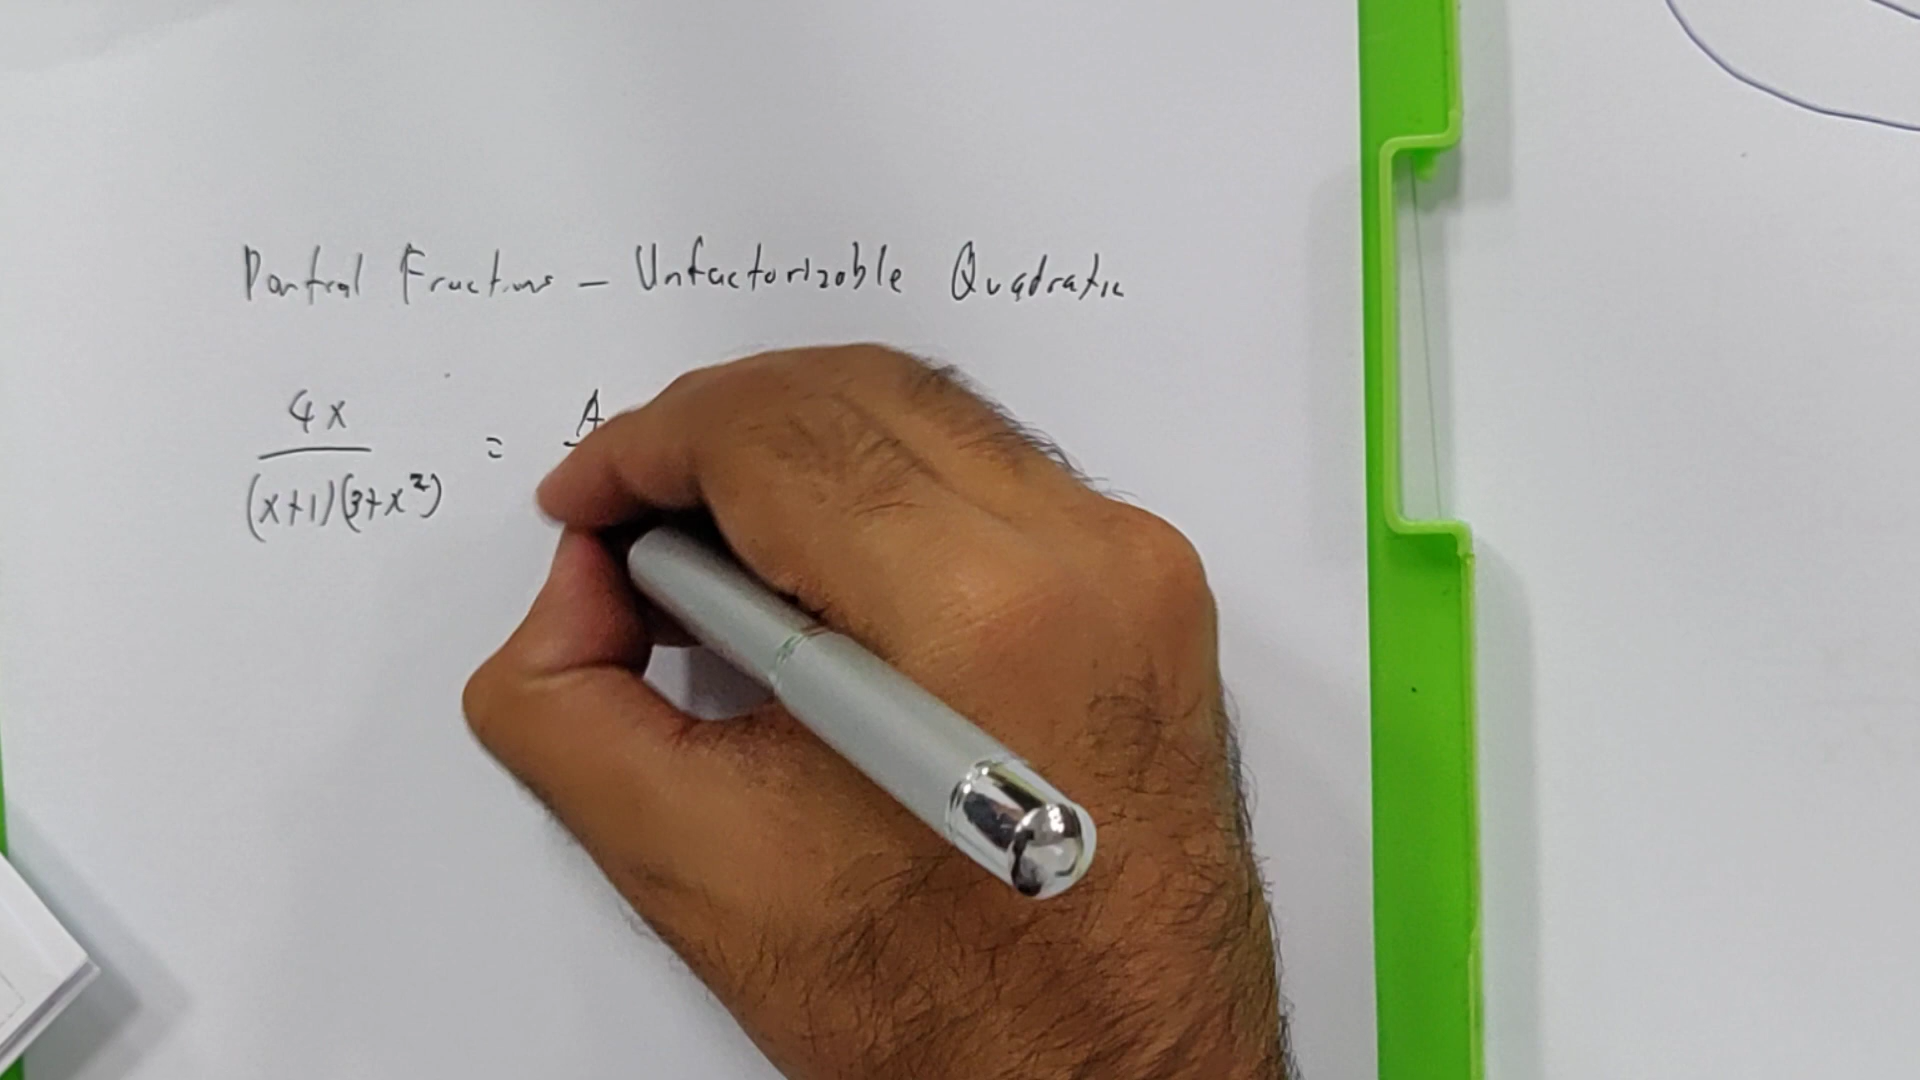 Partial Fractions - Unfactorizable Quadratic
4x / (x+1)(3+x²) = A